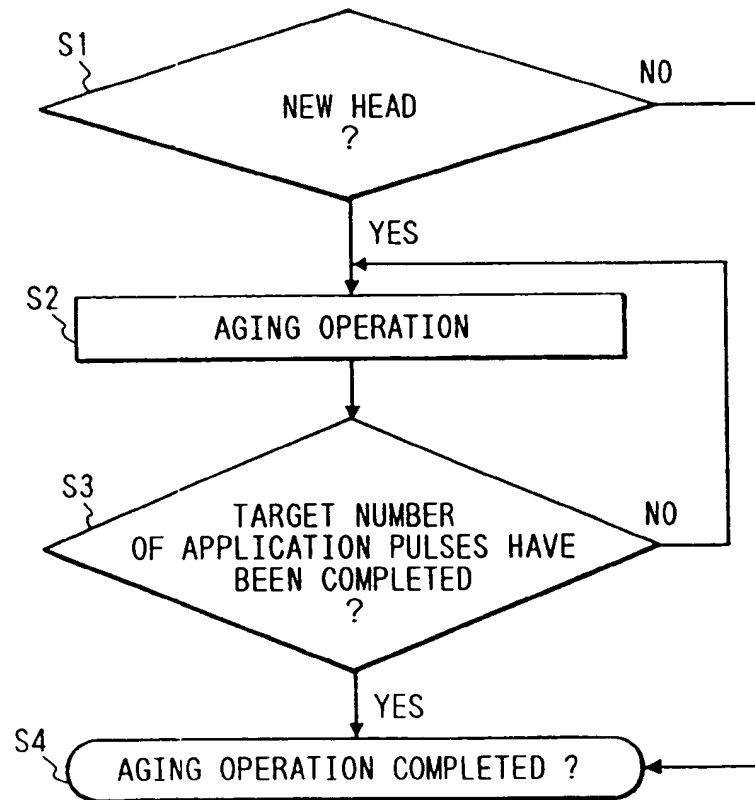 S1
NO
NEW HEAD
?
YES
S2
AGING OPERATION
S3
NO
TARGET NUMBER
OF APPLICATION PULSES HAVE
BEEN COMPLETED
?
YES
S4
AGING OPERATION COMPLETED ?